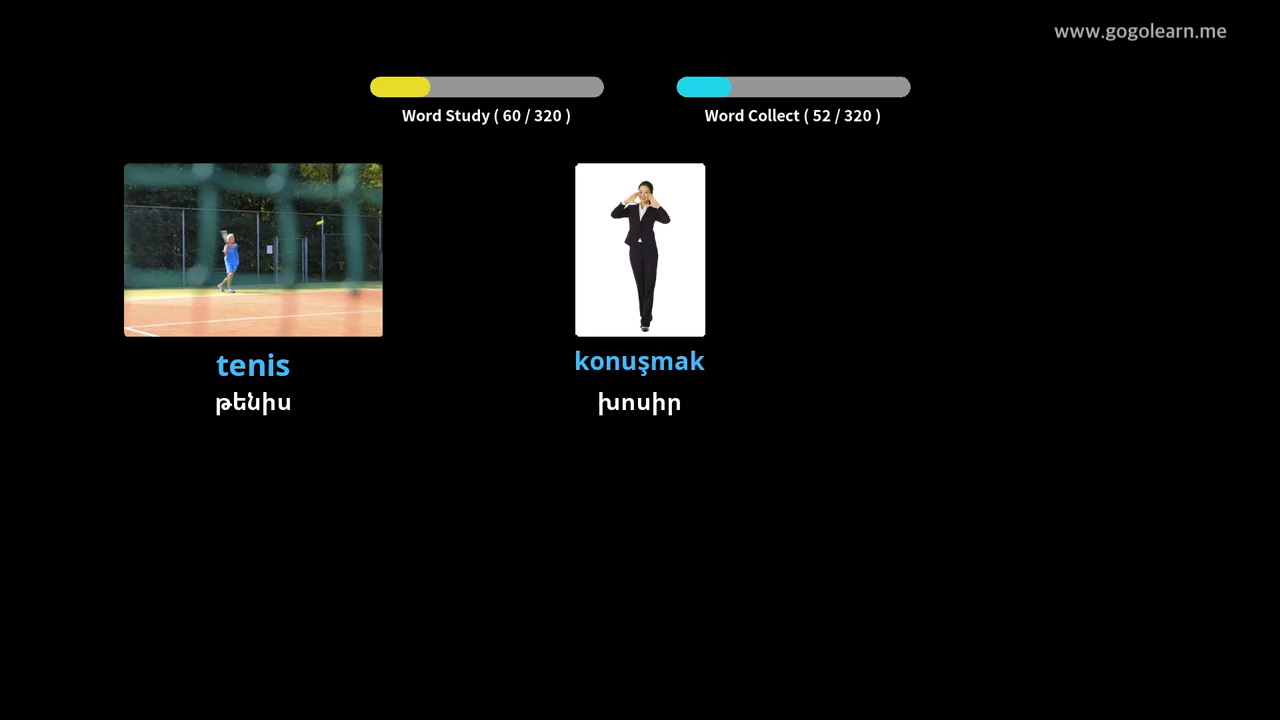 www.gogolearn.me
Word Study ( 60 / 320 )
Word Collect ( 52 / 320 )
tenis
թենիս
konuşmak
խոսիր